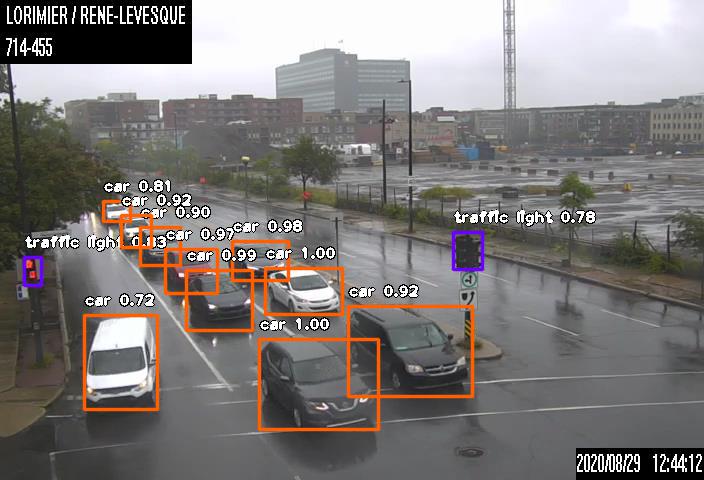 LORIMIER / RENE-LEVESQUE
714-455
car 0.81
car 0.92
car 0.90
car 0.97
car 0.98
traffic light 0.83
traffic light 0.78
car 0.99
car 1.00
car 0.72
car 0.92
car 1.00
2020/08/29 12:44:12